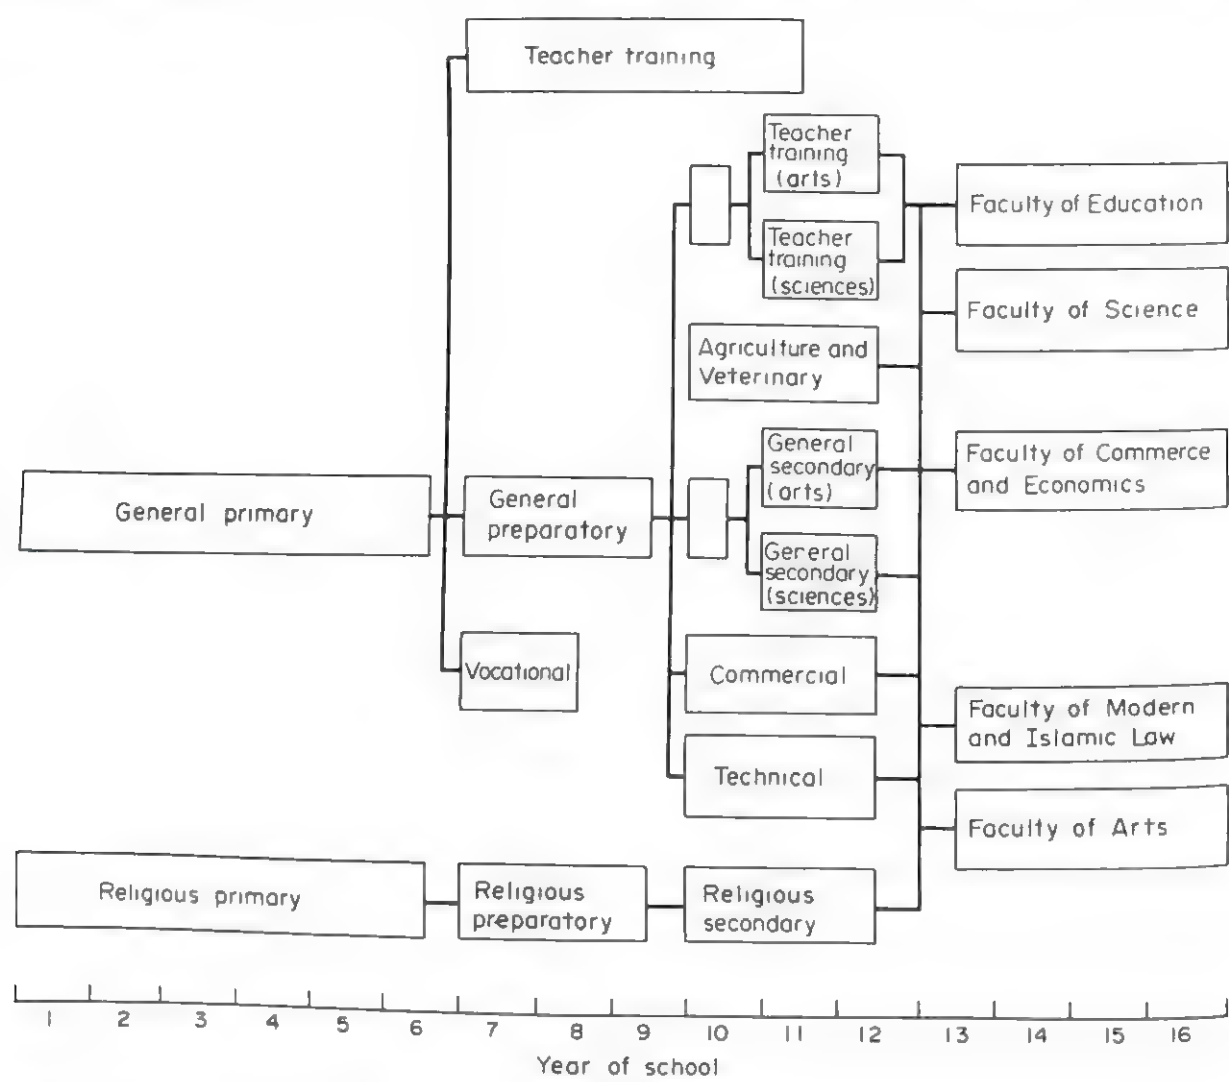 Teacher training
Teacher
training
(arts)
Faculty of Education
Teacher
training
(sciences)
Faculty of Science
Agriculture and
Veterinary
General
secondary
(arts)
Faculty of Commerce
and Economics
General primary
General
preparatory
General
secondary
(sciences)
Vocational
Commercial
Faculty of Modern
and Islamic Law
Technical
Faculty of Arts
Religious primary
Religious
preparatory
Religious
secondary
1 2 3 4 5 6 7 8 9 10 11 12 13 14 15 16
Year of school